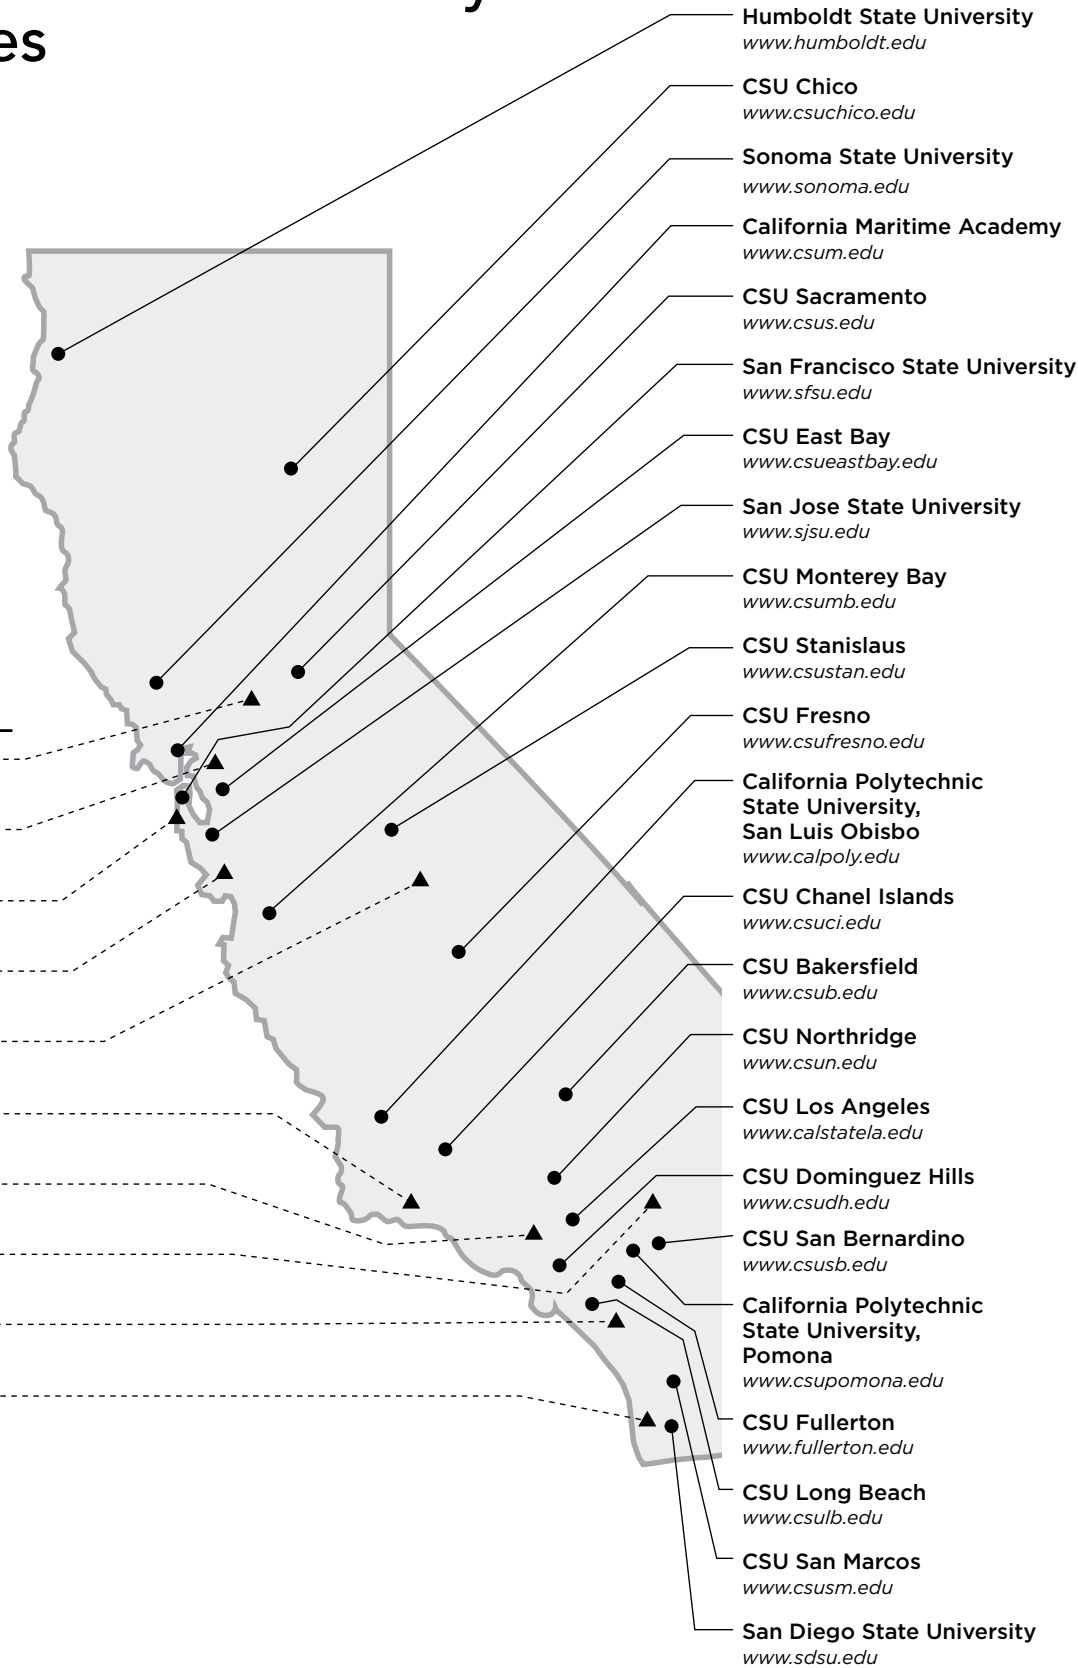 es
Humboldt State University
www.humboldt.edu
CSU Chico
www.csuchico.edu
Sonoma State University
www.sonoma.edu
California Maritime Academy
www.csum.edu
CSU Sacramento
www.csus.edu
San Francisco State University
www.sfsu.edu
CSU East Bay
www.csueastbay.edu
San Jose State University
www.sjsu.edu
CSU Monterey Bay
www.csumb.edu
CSU Stanislaus
www.csustan.edu
CSU Fresno
www.csufresno.edu
California Polytechnic
State University,
San Luis Obisbo
www.calpoly.edu
CSU Chanel Islands
www.csuci.edu
CSU Bakersfield
www.csub.edu
CSU Northridge
www.csun.edu
CSU Los Angeles
www.calstatela.edu
CSU Dominguez Hills
www.csudh.edu
CSU San Bernardino
www.csusb.edu
California Polytechnic
State University,
Pomona
www.csupomona.edu
CSU Fullerton
www.fullerton.edu
CSU Long Beach
www.csulb.edu
CSU San Marcos
www.csusm.edu
San Diego State University
www.sdsu.edu